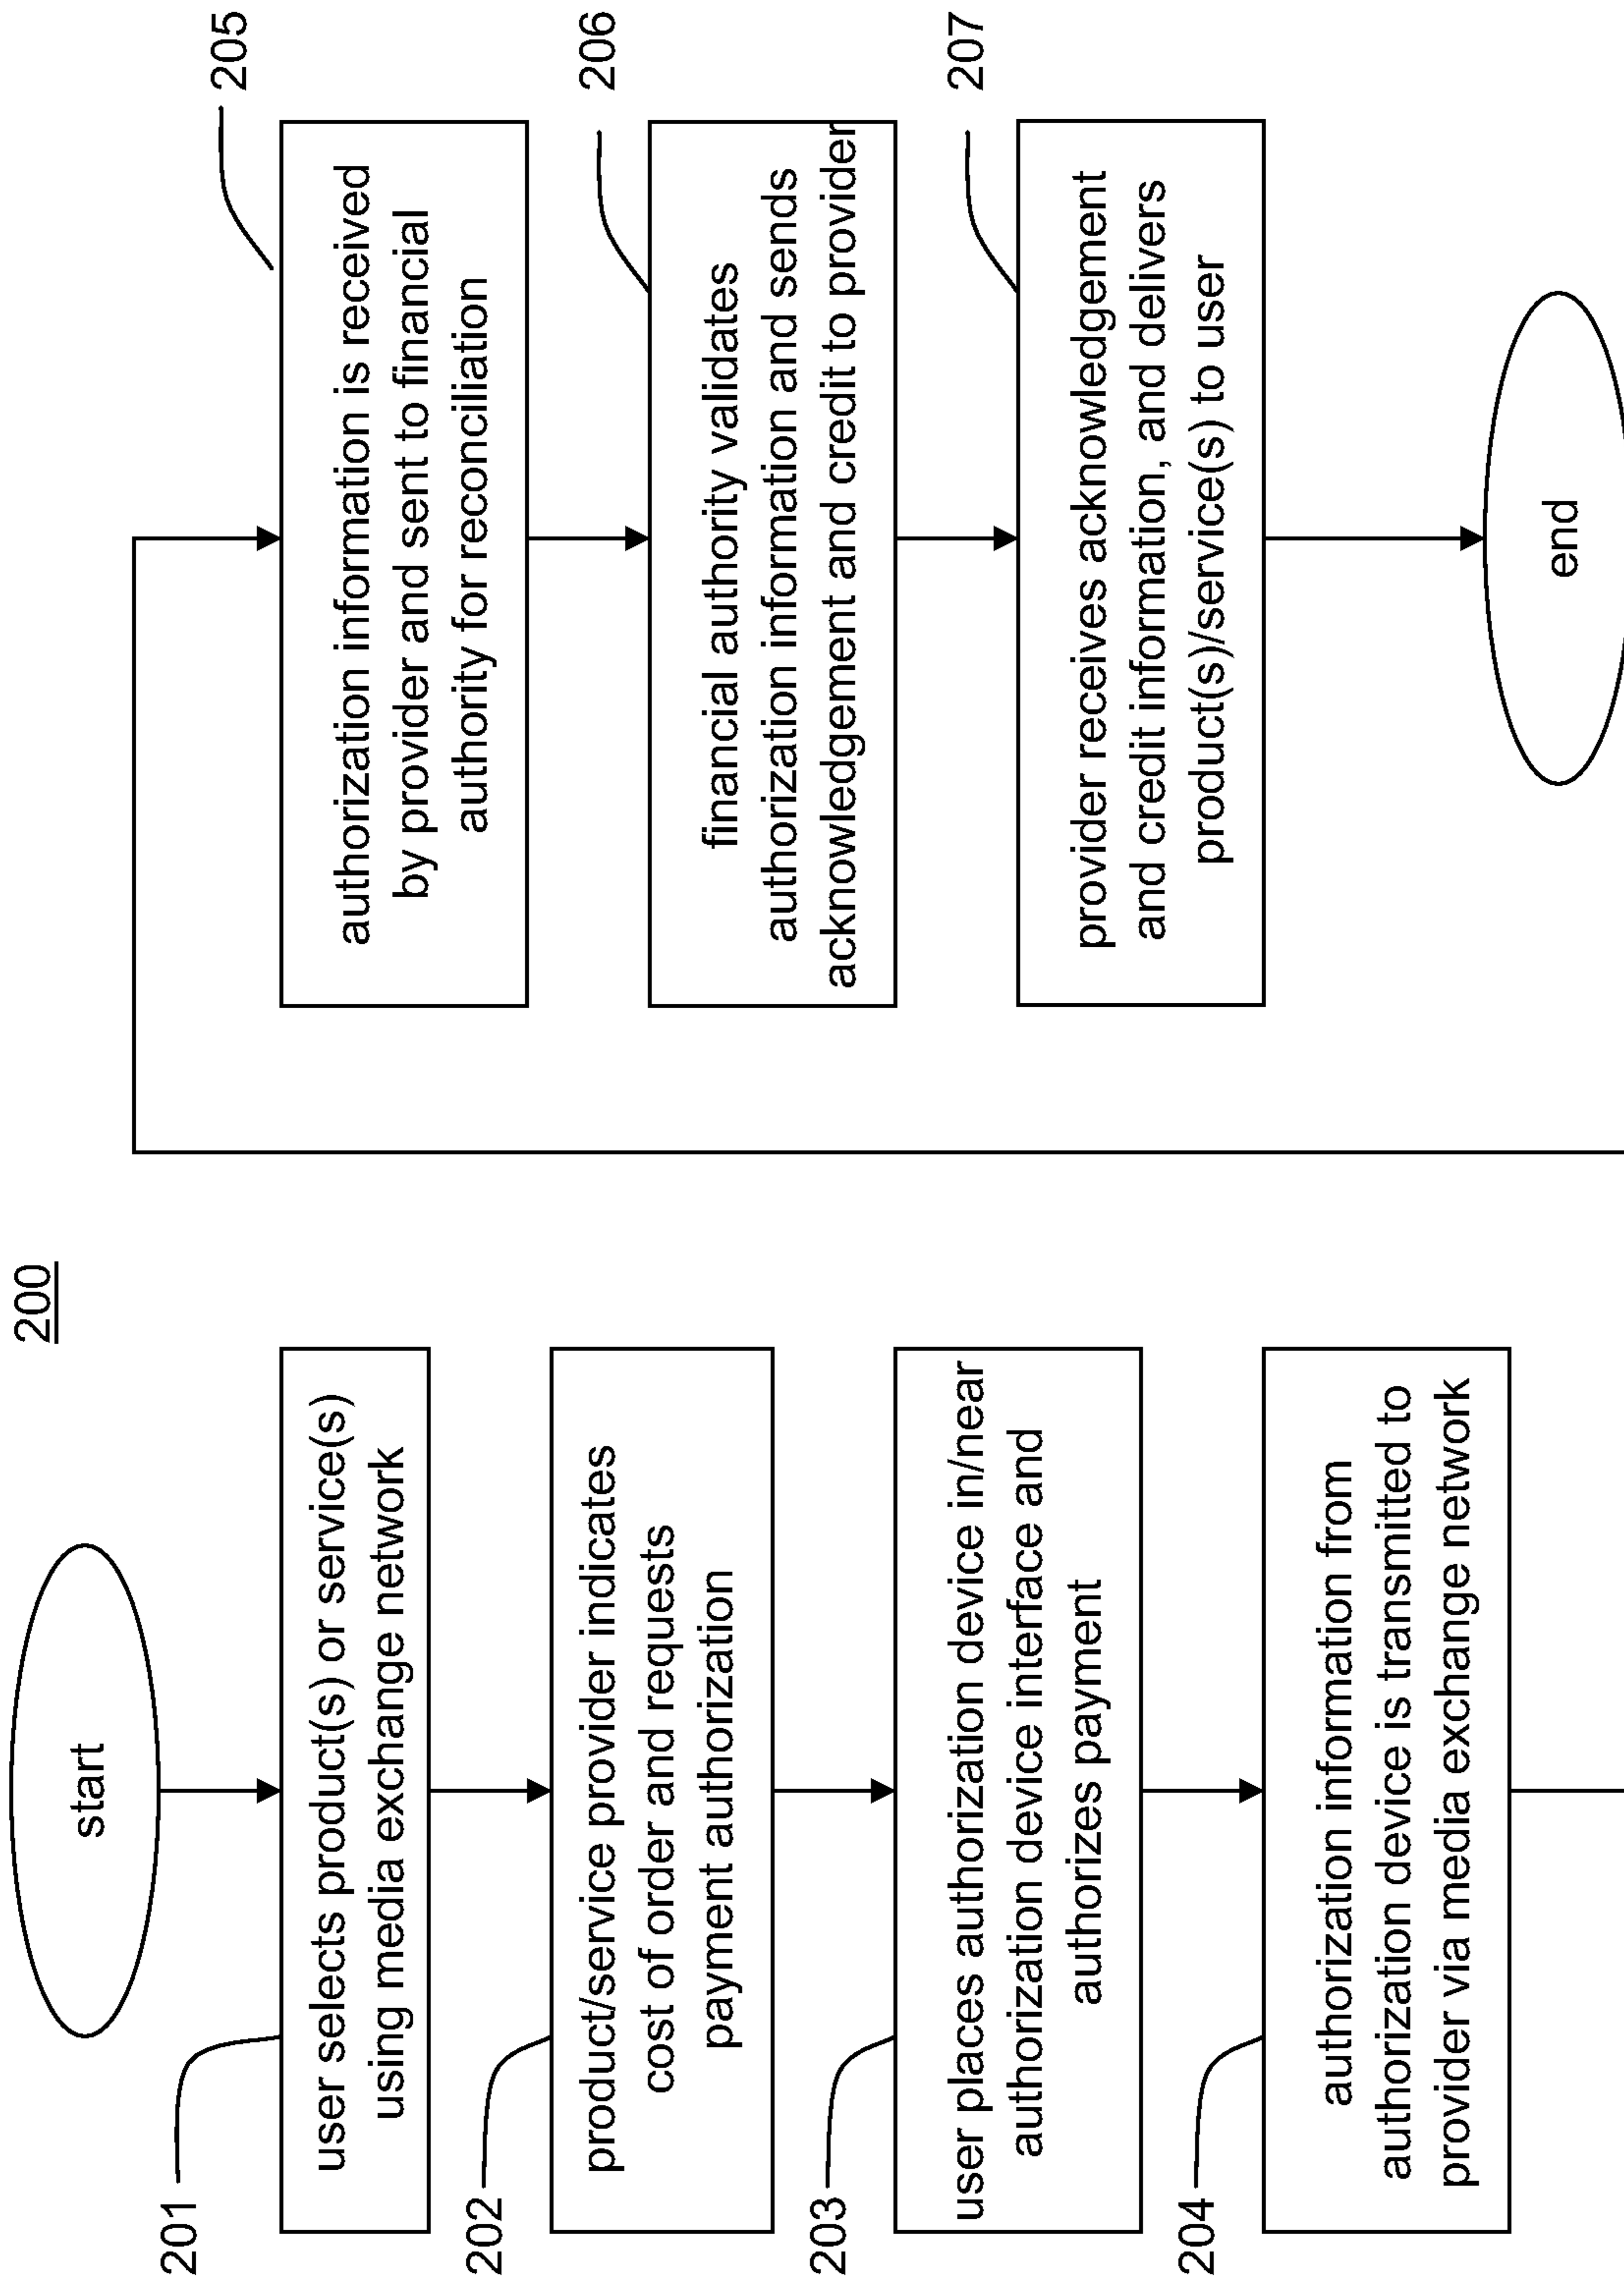 200
start
201
user selects product(s) or service(s)
using media exchange network
202
product/service provider indicates
cost of order and requests
payment authorization
203
user places authorization device in/near
authorization device interface and
authorizes payment
204
authorization information from
authorization device is transmitted to
provider via media exchange network
205
authorization information is received
by provider and sent to financial
authority for reconciliation
206
financial authority validates
authorization information and sends
acknowledgement and credit to provider
207
provider receives acknowledgement
and credit information, and delivers
product(s)/service(s) to user
end